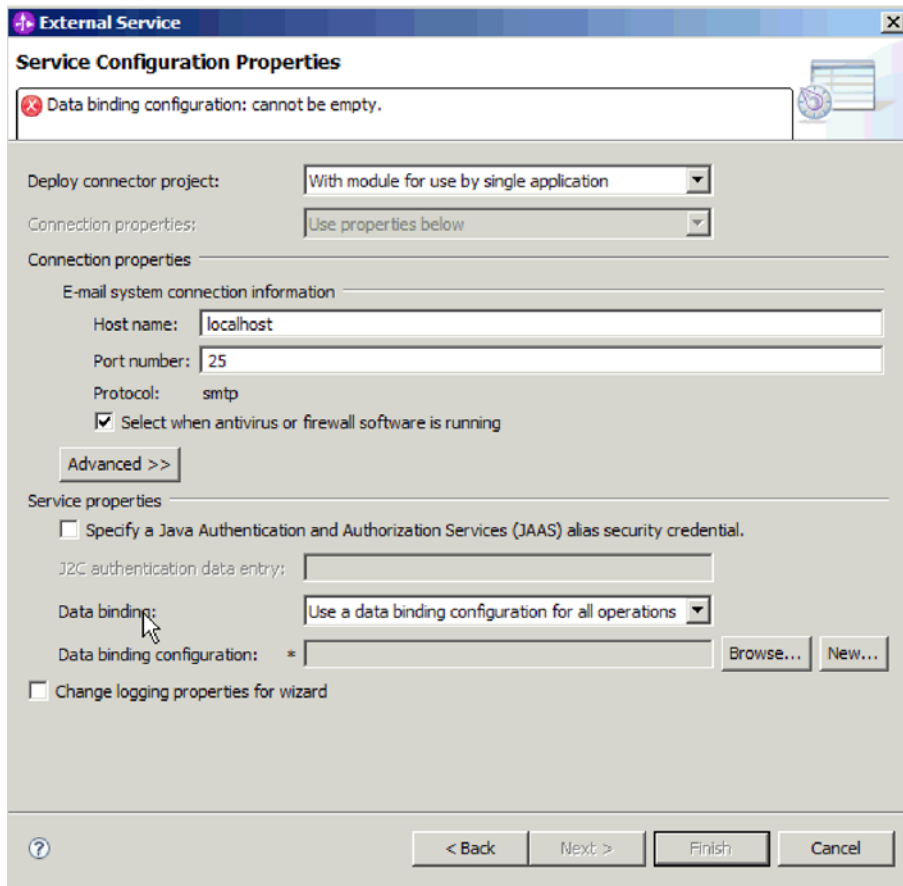 External Service
Service Configuration Properties
Data binding configuration: cannot be empty.
Deploy connector project: With module for use by single application
Connection properties: Use properties below
Connection properties
E-mail system connection information
Host name: localhost
Port number: 25
Protocol: smtp
Select when antivirus or firewall software is running
Advanced >>
Service properties
Specify a Java Authentication and Authorization Services (JAAS) alias security credential.
J2C authentication data entry:
Data binding: Use a data binding configuration for all operations
Data binding configuration: * Browse... New...
Change logging properties for wizard
? < Back Next > Finish Cancel